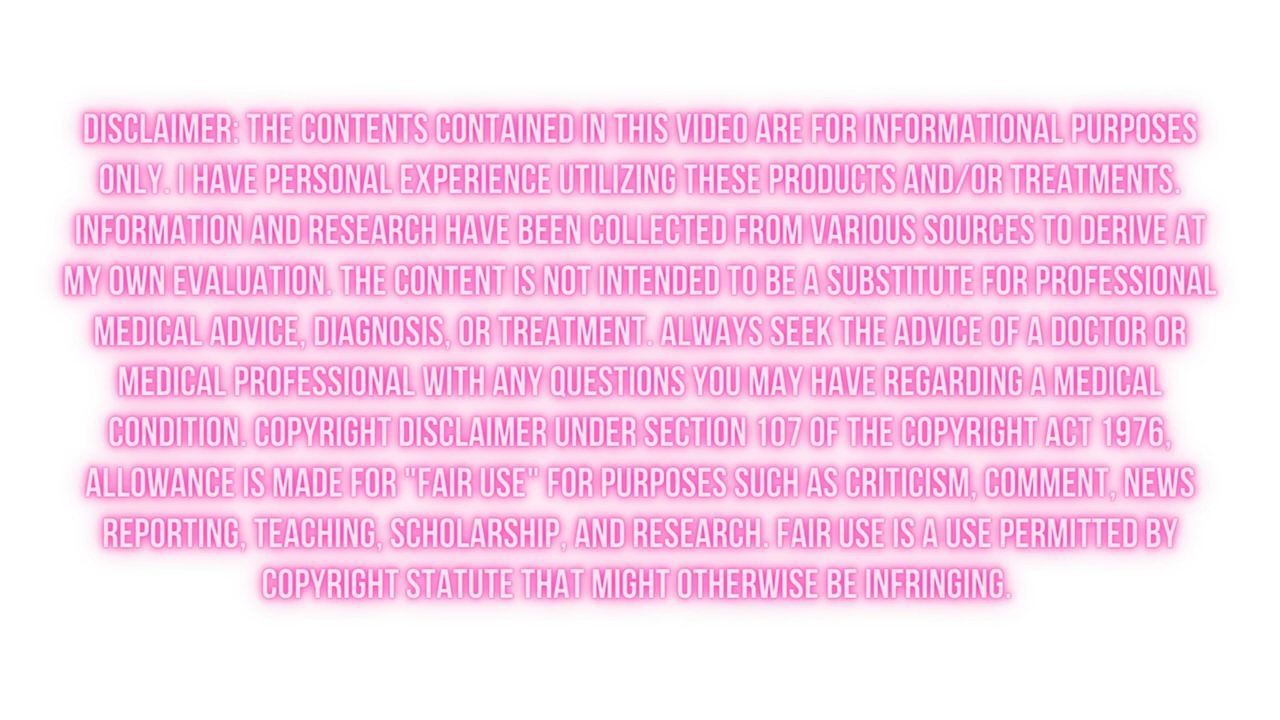 DISCLAIMER: THE CONTENTS CONTAINED IN THIS VIDEO ARE FOR INFORMATIONAL PURPOSES
ONLY. I HAVE PERSONAL EXPERIENCE UTILIZING THESE PRODUCTS AND/OR TREATMENTS.
INFORMATION AND RESEARCH HAVE BEEN COLLECTED FROM VARIOUS SOURCES TO DERIVE AT
MY OWN EVALUATION. THE CONTENT IS NOT INTENDED TO BE A SUBSTITUTE FOR PROFESSIONAL
MEDICAL ADVICE, DIAGNOSIS, OR TREATMENT. ALWAYS SEEK THE ADVICE OF A DOCTOR OR
MEDICAL PROFESSIONAL WITH ANY QUESTIONS YOU MAY HAVE REGARDING A MEDICAL
CONDITION. COPYRIGHT DISCLAIMER UNDER SECTION 107 OF THE COPYRIGHT ACT 1976,
ALLOWANCE IS MADE FOR "FAIR USE" FOR PURPOSES SUCH AS CRITICISM, COMMENT, NEWS
REPORTING, TEACHING, SCHOLARSHIP, AND RESEARCH. FAIR USE IS A USE PERMITTED BY
COPYRIGHT STATUTE THAT MIGHT OTHERWISE BE INFRINGING.